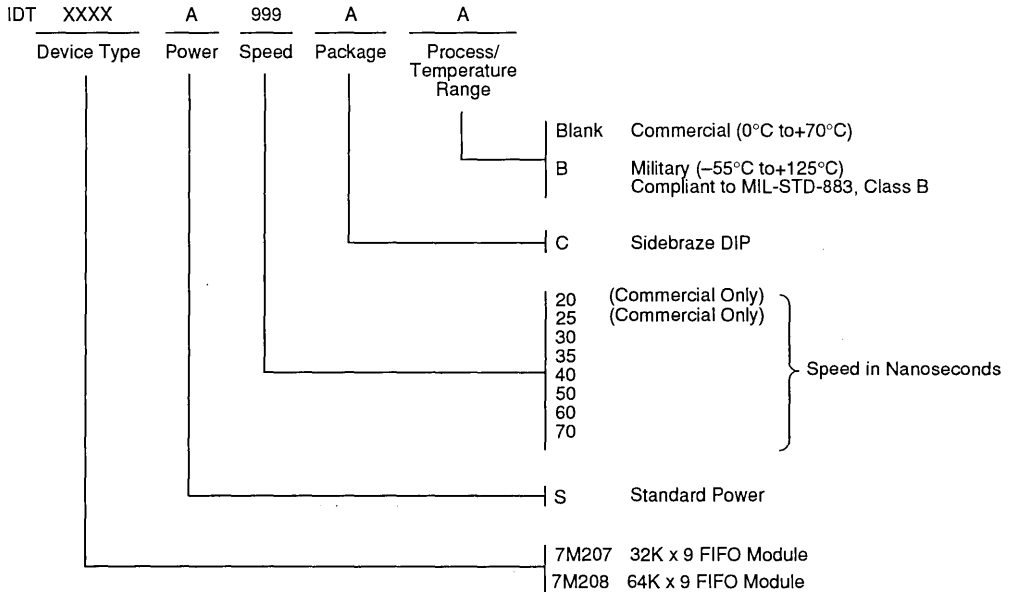 IDT XXXX A 999 A A
Device Type Power Speed Package Process/
Temperature
Range
Blank Commercial (0°C to+70°C)
B Military (–55°C to+125°C)
Compliant to MIL-STD-883, Class B
C Sidebraze DIP
20 (Commercial Only)
25 (Commercial Only)
30
35
40
50
60
70
Speed in Nanoseconds
S Standard Power
7M207 32K x 9 FIFO Module
7M208 64K x 9 FIFO Module